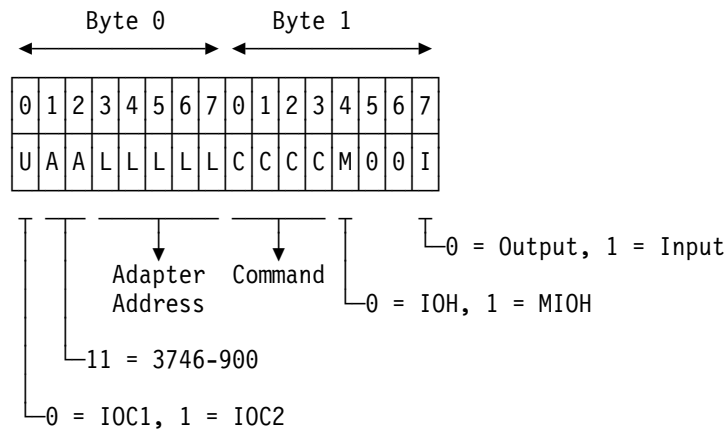 Byte 0 Byte 1
0 1 2 3 4 5 6 7 0 1 2 3 4 5 6 7
U A A L L L L L C C C C M 0 0 I
0 = Output, 1 = Input
Adapter Command
Address
0 = IOH, 1 = MIOH
11 = 3746-900
0 = IOC1, 1 = IOC2